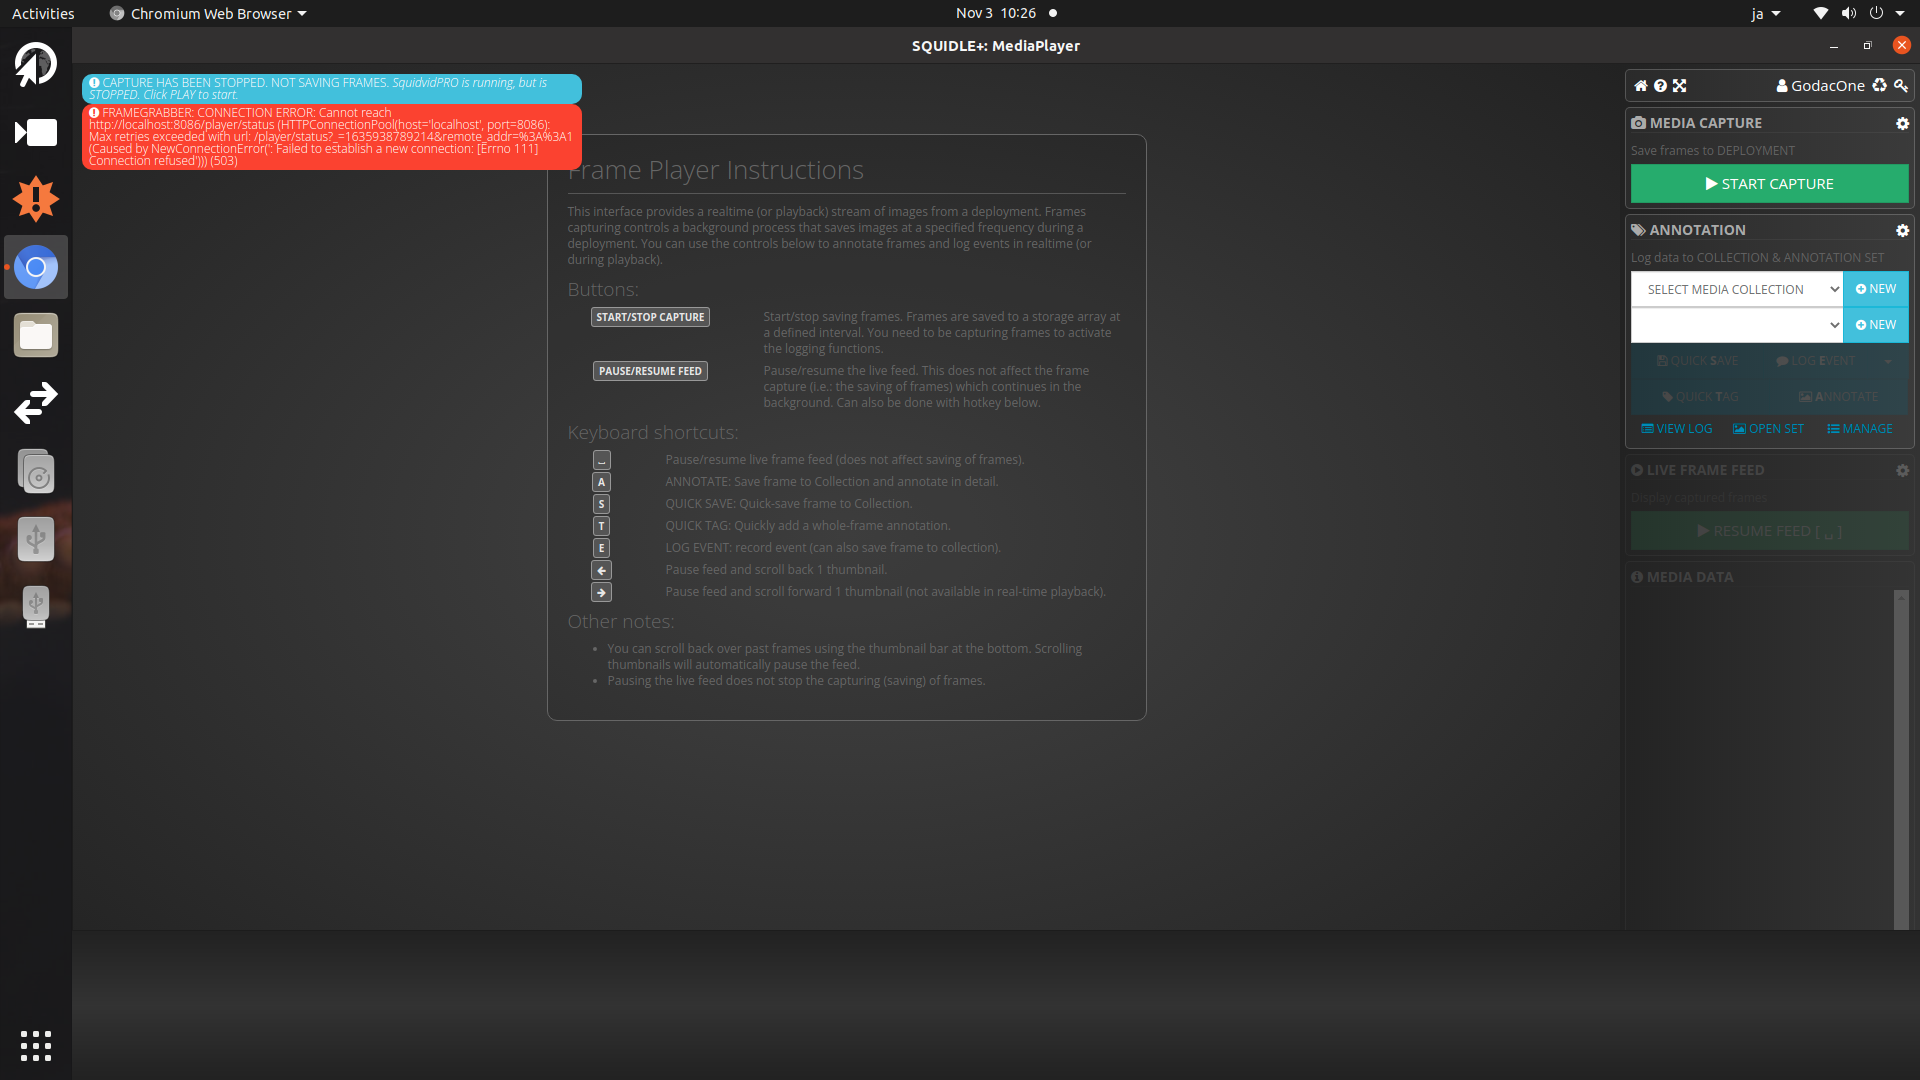 Activities
Chromium Web Browser
Nov 3 10:26
ja
SQUIDLE+: MediaPlayer
CAPTURE HAS BEEN STOPPED. NOT SAVING FRAMES. SquidvidPRO is running, but is
STOPPED. Click PLAY to start.
FRAMEGRABBER: CONNECTION ERROR: Cannot reach
http://localhost:8086/player/status (HTTPConnectionPool(host='localhost', port=8086):
Max retries exceeded with url: /player/status?_=1635938789214&remote_addr=%3A%3A1
(Caused by NewConnectionError(': Failed to establish a new connection: [Errno 111]
Connection refused'))) (503)
Frame Player Instructions
This interface provides a realtime (or playback) stream of images from a deployment. Frames
capturing controls a background process that saves images at a specified frequency during a
deployment. You can use the controls below to annotate frames and log events in realtime (or
during playback).
Buttons:
START/STOP CAPTURE
Start/stop saving frames. Frames are saved to a storage array at
a defined interval. You need to be capturing frames to activate
the logging functions.
PAUSE/RESUME FEED
Pause/resume the live feed. This does not affect the frame
capture (i.e.: the saving of frames) which continues in the
background. Can also be done with hotkey below.
Keyboard shortcuts:
␣ Pause/resume live frame feed (does not affect saving of frames).
A ANNOTATE: Save frame to Collection and annotate in detail.
S QUICK SAVE: Quick-save frame to Collection.
T QUICK TAG: Quickly add a whole-frame annotation.
E LOG EVENT: record event (can also save frame to collection).
← Pause feed and scroll back 1 thumbnail.
→ Pause feed and scroll forward 1 thumbnail (not available in real-time playback).
Other notes:
• You can scroll back over past frames using the thumbnail bar at the bottom. Scrolling
thumbnails will automatically pause the feed.
• Pausing the live feed does not stop the capturing (saving) of frames.
GodacOne
MEDIA CAPTURE
Save frames to DEPLOYMENT
START CAPTURE
ANNOTATION
Log data to COLLECTION & ANNOTATION SET
SELECT MEDIA COLLECTION
NEW
NEW
QUICK SAVE
LOG EVENT
QUICK TAG
ANNOTATE
VIEW LOG
OPEN SET
MANAGE
LIVE FRAME FEED
Display captured frames
RESUME FEED [ ␣ ]
MEDIA DATA